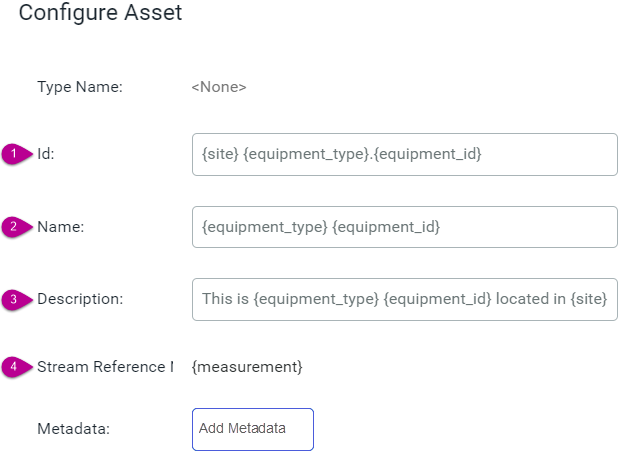 Configure Asset
Type Name: <None>
1 Id: {site} {equipment_type}.{equipment_id}
2 Name: {equipment_type} {equipment_id}
3 Description: This is {equipment_type} {equipment_id} located in {site}
4 Stream Reference {measurement}
Metadata: Add Metadata